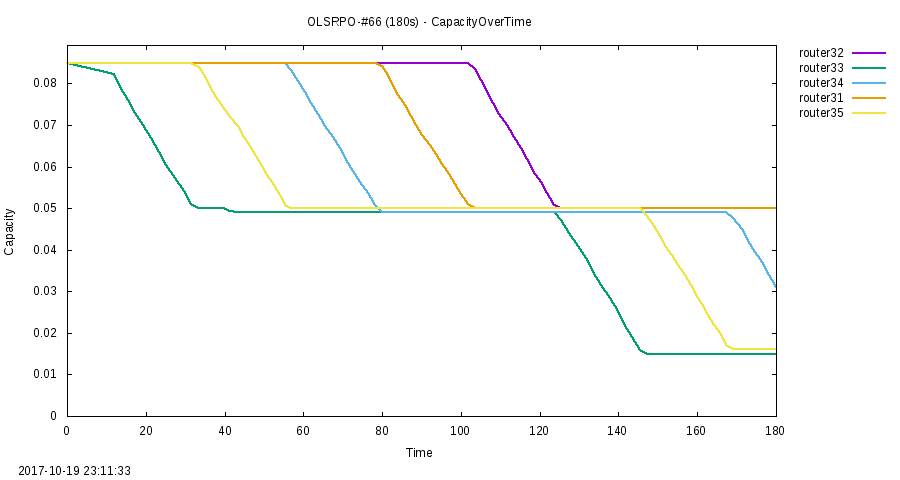 OLSRPO-#66 (180s) - CapacityOverTime
router32
router33
router34
router31
router35
Capacity
0.08
0.07
0.06
0.05
0.04
0.03
0.02
0.01
0
0 20 40 60 80 100 120 140 160 180
Time
2017-10-19 23:11:33